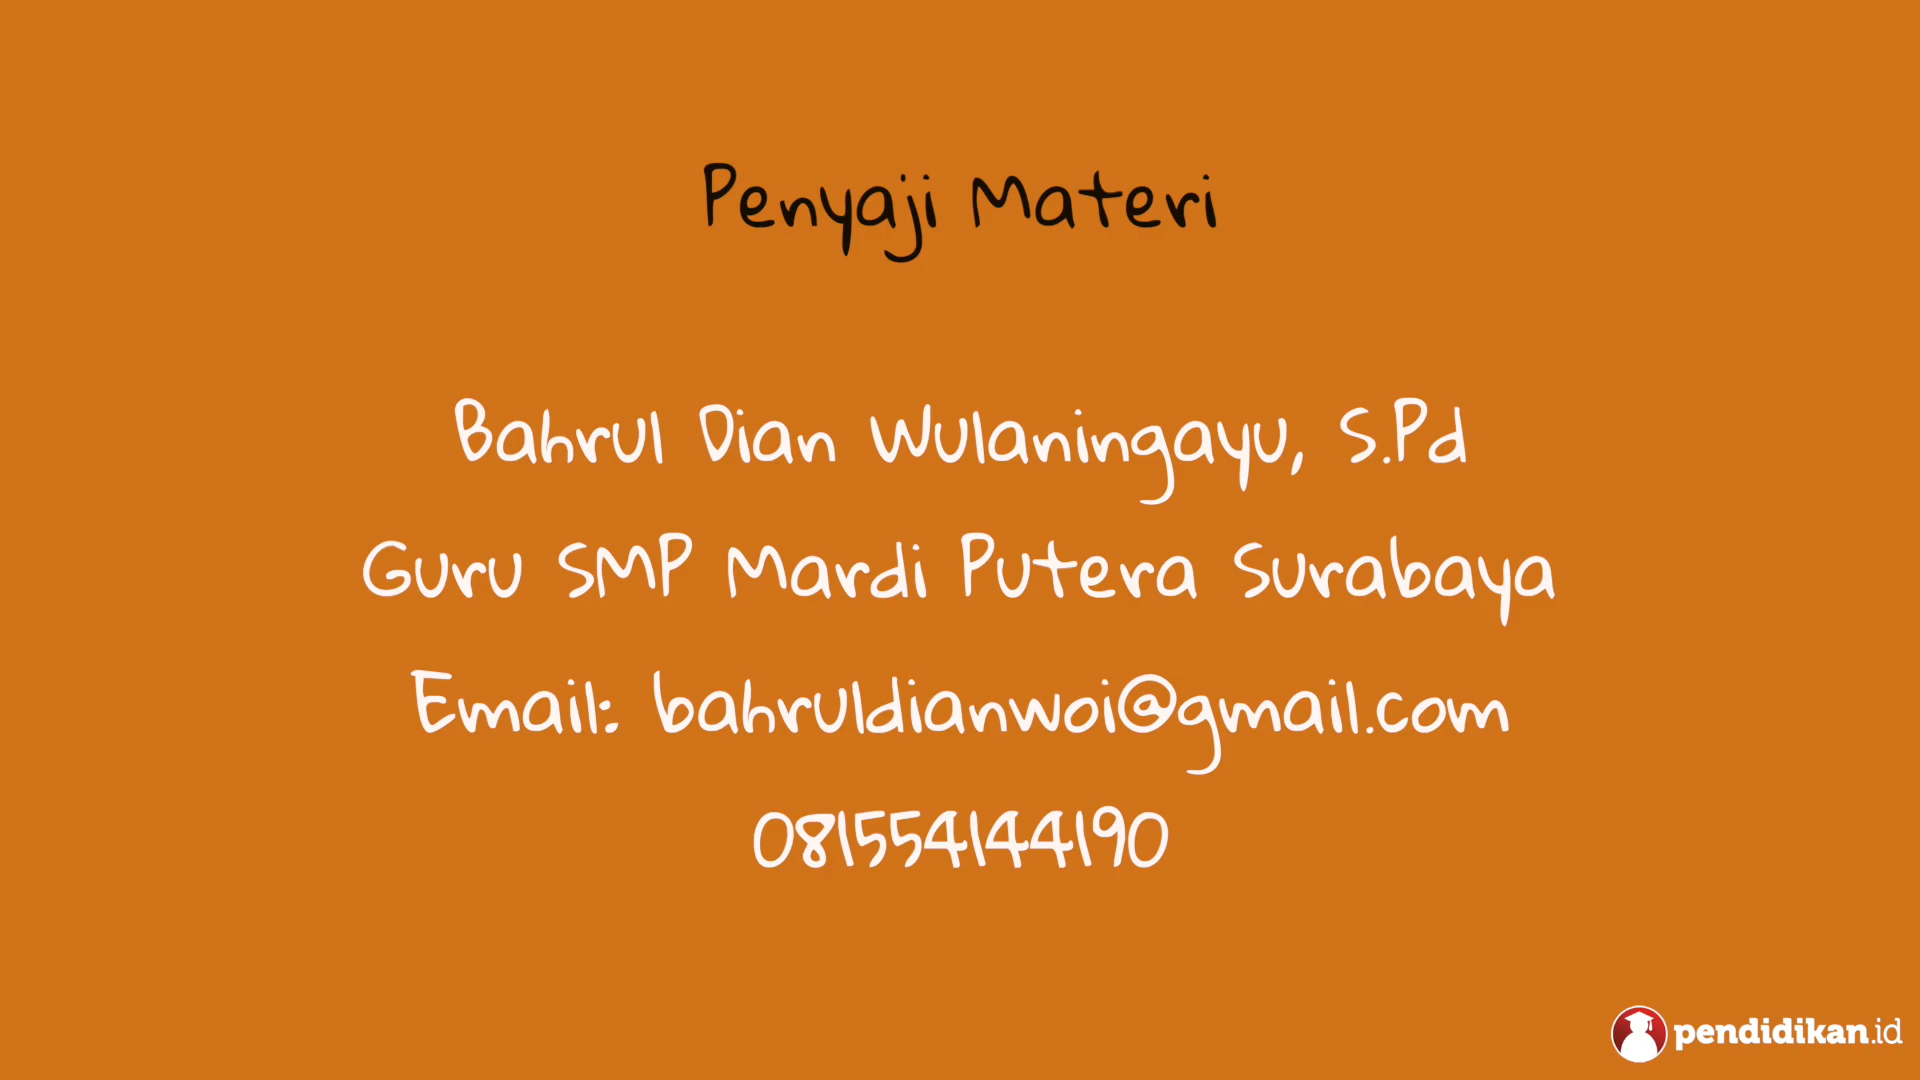 Penyaji Materi
Bahrul Dian Wulaningayu, S.Pd
Guru SMP Mardi Putera Surabaya
Email: bahruldianwoi@gmail.com
081554144190
pendidikan.id